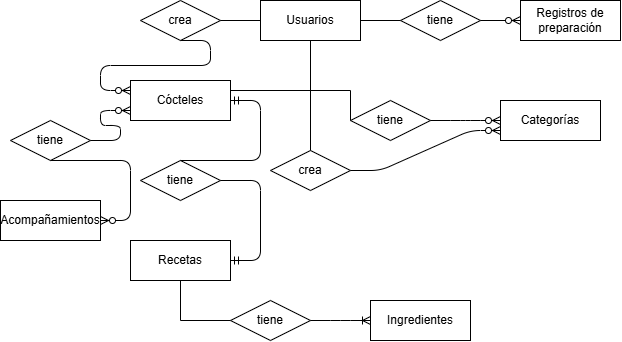 crea
Usuarios
tiene
Registros de
preparación
Cócteles
tiene
Categorías
tiene
crea
tiene
Acompañamientos
Recetas
tiene
Ingredientes